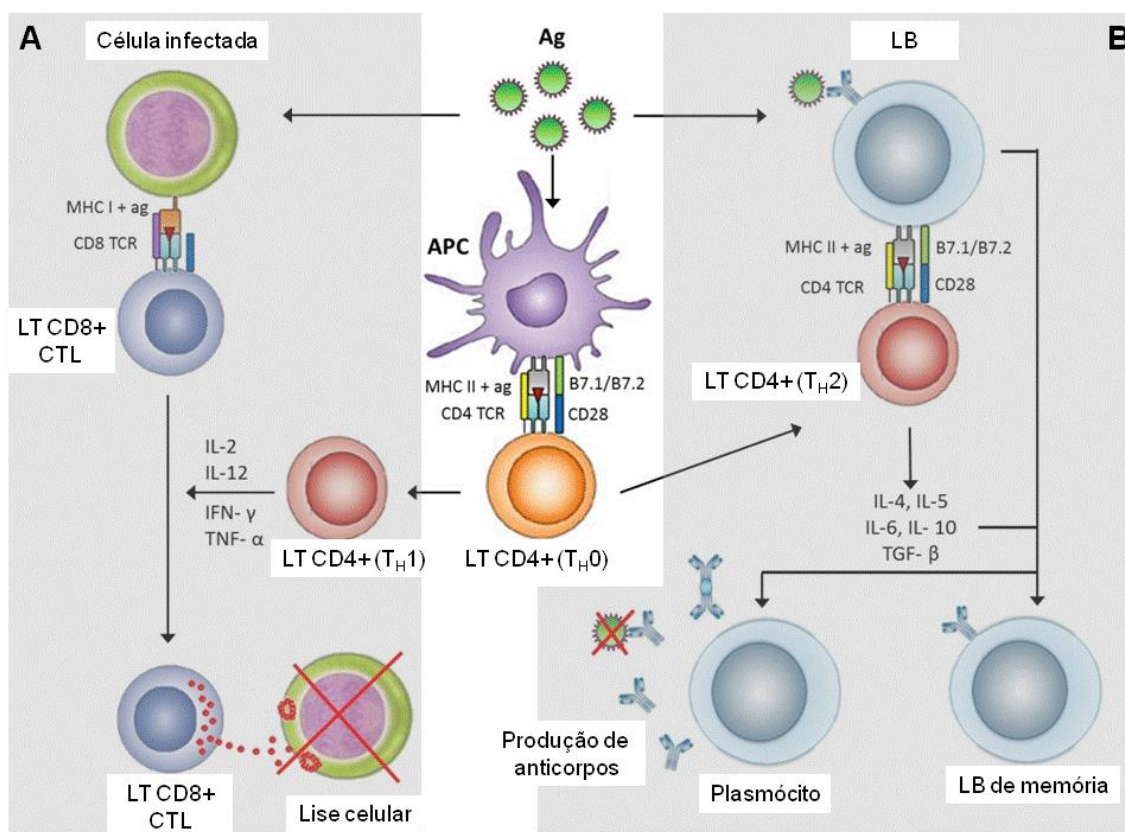 A
Célula infectada
MHC I + ag
CD8 TCR
LT CD8+
CTL
IL-2
IL-12
IFN- γ
TNF- α
LT CD4+ (TH1)
LT CD8+
CTL
Lise celular
Ag
APC
MHC II + ag
B7.1/B7.2
CD4 TCR
CD28
LT CD4+ (TH0)
B
LB
MHC II + ag
B7.1/B7.2
CD4 TCR
CD28
LT CD4+ (TH2)
IL-4, IL-5
IL-6, IL- 10
TGF- β
Produção de
anticorpos
Plasmócito
LB de memória